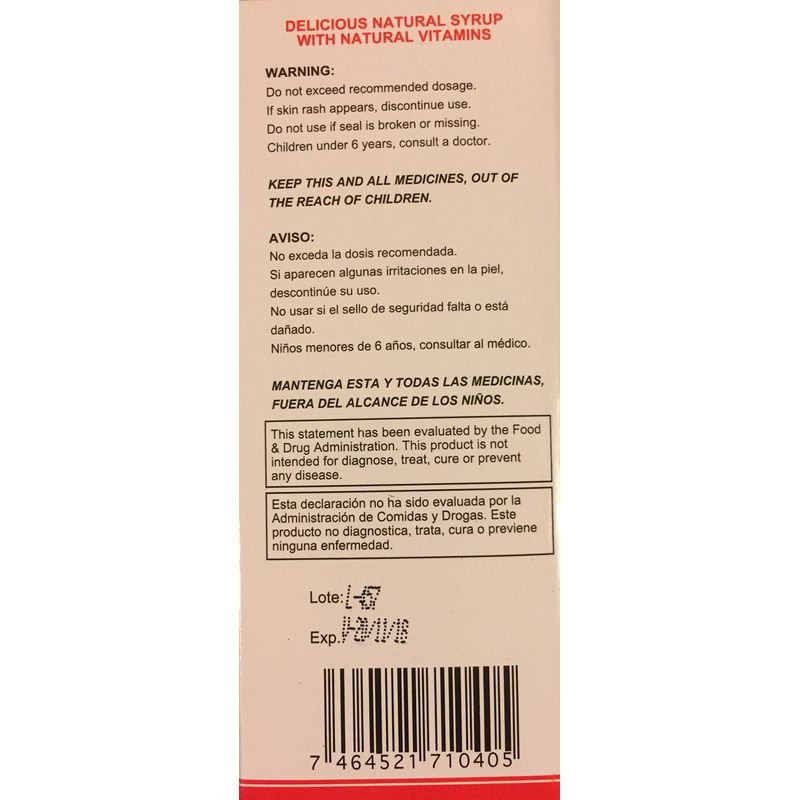 DELICIOUS NATURAL SYRUP
WITH NATURAL VITAMINS
WARNING:
Do not exceed recommended dosage.
If skin rash appears, discontinue use.
Do not use if seal is broken or missing.
Children under 6 years, consult a doctor.
KEEP THIS AND ALL MEDICINES, OUT OF
THE REACH OF CHILDREN.
AVISO:
No exceda la dosis recomendada.
Si aparecen algunas irritaciones en la piel,
descontinúe su uso.
No usar si el sello de seguridad falta o está
dañado.
Niños menores de 6 años, consultar al médico.
MANTENGA ESTA Y TODAS LAS MEDICINAS,
FUERA DEL ALCANCE DE LOS NIÑOS.
This statement has been evaluated by the Food
& Drug Administration. This product is not
intended for diagnose, treat, cure or prevent
any disease.
Esta declaración no ha sido evaluada por la
Administración de Comidas y Drogas. Este
producto no diagnostica, trata, cura o previene
ninguna enfermedad.
Lote:
Exp.
7 464521 710405